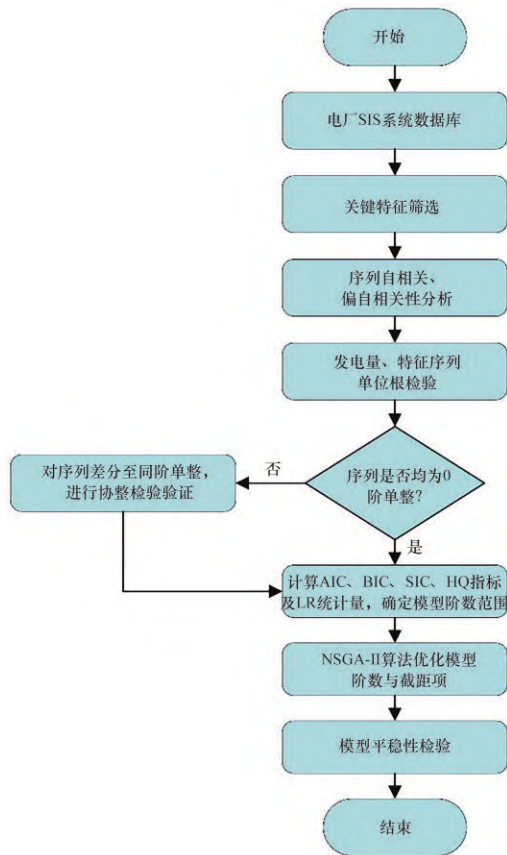 开始
电厂SIS系统数据库
关键特征筛选
序列自相关、
偏自相关性分析
发电量、特征序列
单位根检验
序列是否均为0
阶单整？
否
对序列差分至同阶单整，
进行协整检验验证
是
计算AIC、BIC、SIC、HQ指标
及LR统计量，确定模型阶数范围
NSGA-II算法优化模型
阶数与截距项
模型平稳性检验
结束